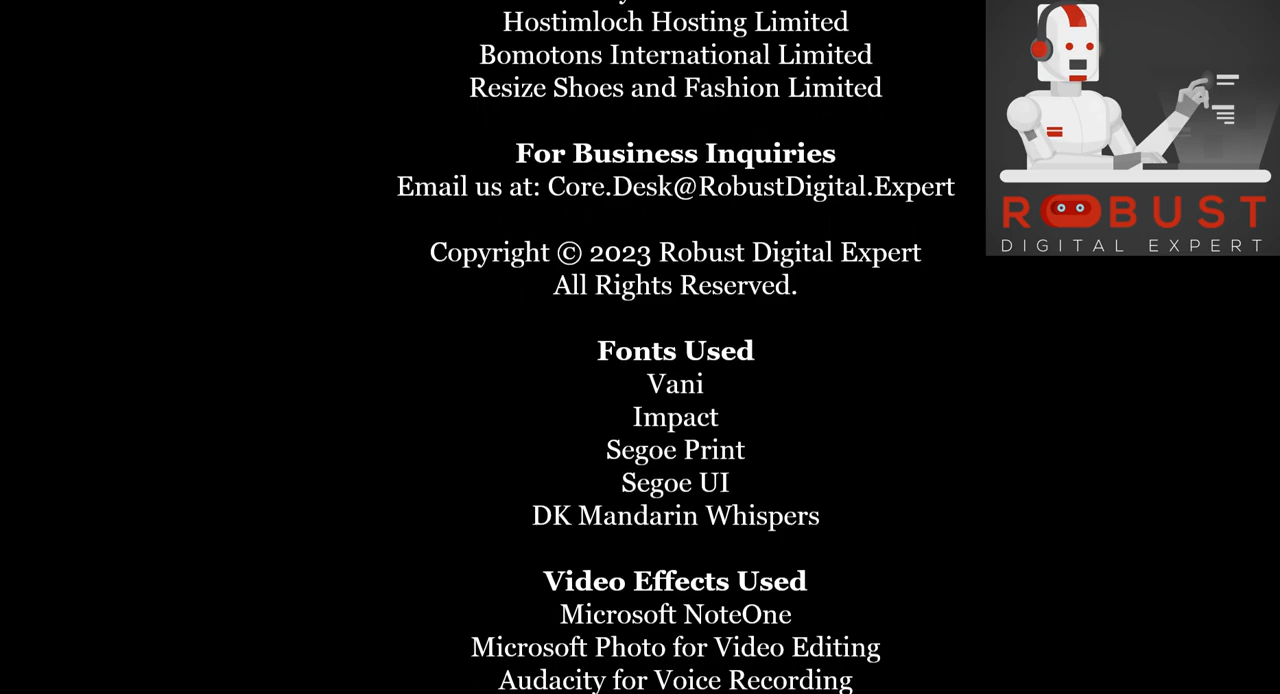 Hostimloch Hosting Limited
Bomotons International Limited
Resize Shoes and Fashion Limited
For Business Inquiries
Email us at: Core.Desk@RobustDigital.Expert
Copyright © 2023 Robust Digital Expert
All Rights Reserved.
Fonts Used
Vani
Impact
Segoe Print
Segoe UI
DK Mandarin Whispers
Video Effects Used
Microsoft NoteOne
Microsoft Photo for Video Editing
Audacity for Voice Recording
ROBUST
DIGITAL EXPERT